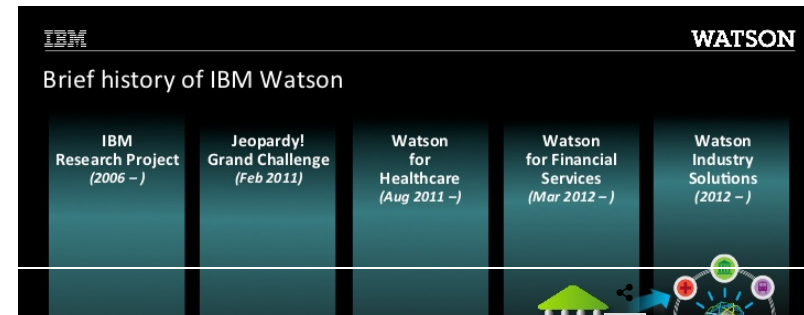 IBM
WATSON
Brief history of IBM Watson
IBM
Research Project
(2006 – )
Jeopardy!
Grand Challenge
(Feb 2011)
Watson
for
Healthcare
(Aug 2011 –)
Watson
for Financial
Services
(Mar 2012 – )
Watson
Industry
Solutions
(2012 – )